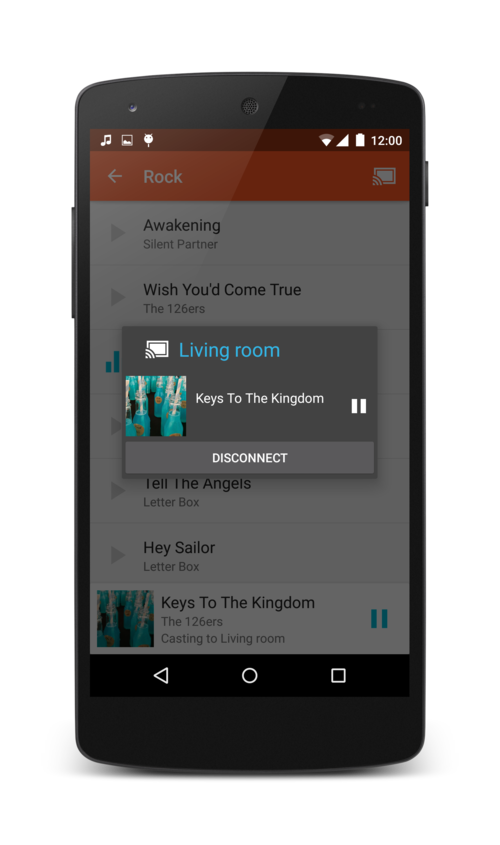 12:00
Rock
Awakening
Silent Partner
Wish You'd Come True
The 126ers
Living room
Keys To The Kingdom
DISCONNECT
Tell The Angels
Letter Box
Hey Sailor
Letter Box
Keys To The Kingdom
The 126ers
Casting to Living room